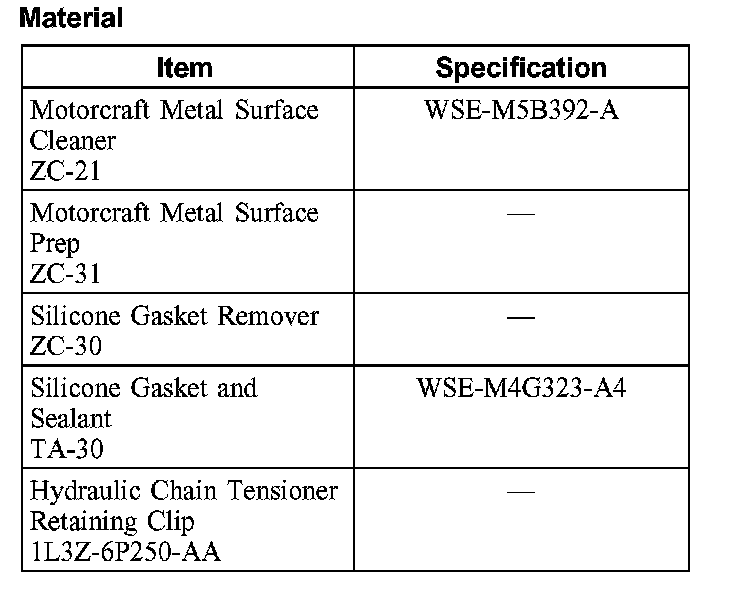 Material
Item Specification
Motorcraft Metal Surface WSE-M5B392-A
Cleaner
ZC-21
Motorcraft Metal Surface —
Prep
ZC-31
Silicone Gasket Remover —
ZC-30
Silicone Gasket and WSE-M4G323-A4
Sealant
TA-30
Hydraulic Chain Tensioner —
Retaining Clip
1L3Z-6P250-AA